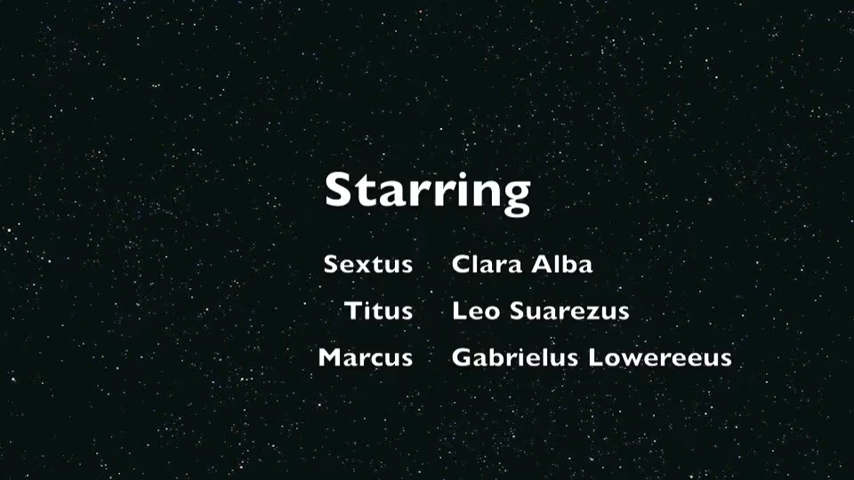 Starring
Sextus Clara Alba
Titus Leo Suarezus
Marcus Gabrielus Lowereeus